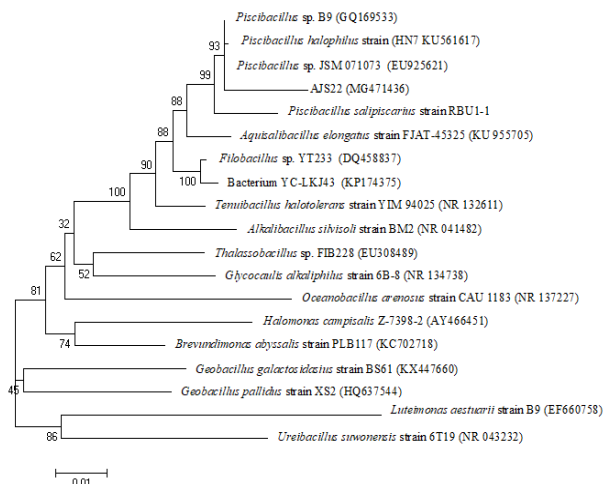 Piscibacillus sp. B9 (GQ169533)
93
Piscibacillus halophilus strain (HN7 KU561617)
Piscibacillus sp. JSM 071073 (EU925621)
99
AJS22 (MG471436)
88
Piscibacillus salipiscarius strain RBU1-1
88
Aquisalibacillus elongatus strain FJAT-45325 (KU 955705)
Filobacillus sp. YT233 (DQ458837)
90
100
Bacterium YC-LKJ43 (KP174375)
100
Tenuibacillus halotolerans strain YIM 94025 (NR 132611)
32
Alkalibacillus silvisoli strain BM2 (NR 041482)
62
Thalassobacillus sp. FIB228 (EU308489)
52
Glycocaulis alkaliphilus strain 6B-8 (NR 134738)
81
Oceanobacillus arenosus strain CAU 1183 (NR 137227)
Halomonas campisalis Z-7398-2 (AY466451)
74
Brevundimonas abyssalis strain PLB117 (KC702718)
Geobacillus galactosidasius strain BS61 (KX447660)
45
Geobacillus pallidus strain XS2 (HQ637544)
Luteimonas aestuarii strain B9 (EF660758)
86
Ureibacillus suwonensis strain 6T19 (NR 043232)
0.01